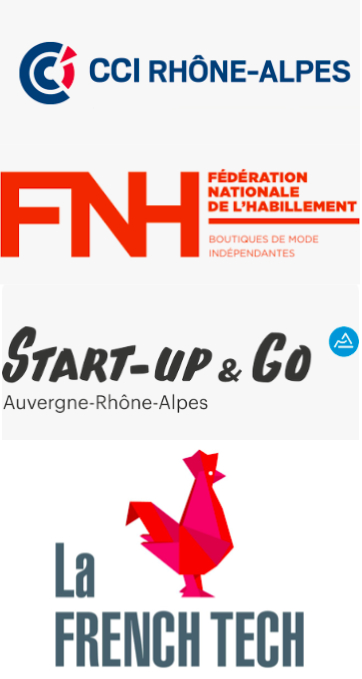 CCI RHÔNE-ALPES
FNH
FÉDÉRATION
NATIONALE
DE L'HABILLEMENT
BOUTIQUES DE MODE
INDÉPENDANTES
START-UP & GO
Auvergne-Rhône-Alpes
La
FRENCH TECH